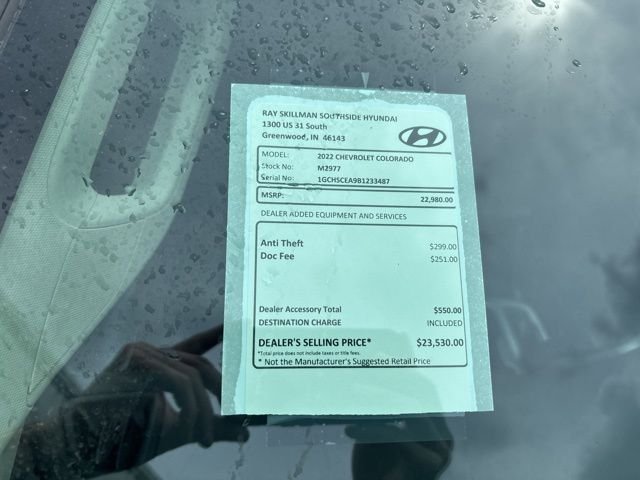 RAY SKILLMAN SOUTHSIDE HYUNDAI
1300 US 31 South
Greenwood, IN 46143
MODEL: 2022 CHEVROLET COLORADO
Stock No: M2977
Serial No: 1GCHSCEA9B1233487
MSRP: 22,980.00
DEALER ADDED EQUIPMENT AND SERVICES
Anti Theft $299.00
Doc Fee $251.00
Dealer Accessory Total $550.00
DESTINATION CHARGE INCLUDED
DEALER'S SELLING PRICE* $23,530.00
*Total price does not include taxes or title fees.
* Not the Manufacturer's Suggested Retail Price